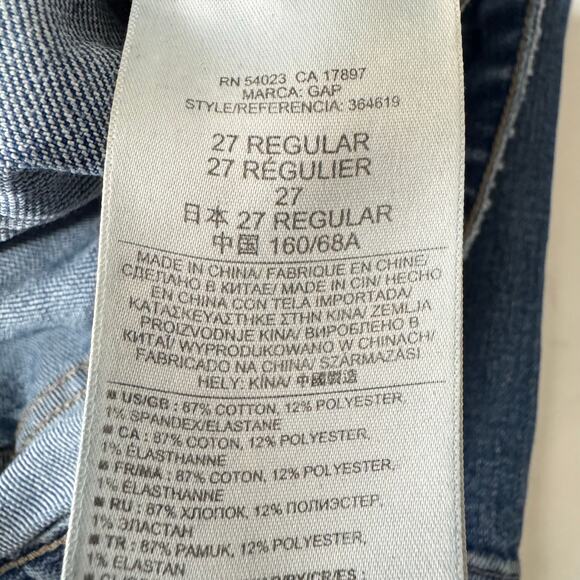 RN 54023 CA 17897
MARCA: GAP
STYLE/REFERENCIA: 364619
27 REGULAR
27 RÉGULIER
27
日本 27 REGULAR
中国 160/68A
MADE IN CHINA/ FABRIQUE EN CHINE/
СДЕЛАНО В КИТАЕ/ MADE IN CIN/ HECHO
EN CHINA CON TELA IMPORTADA/
ΚΑΤΑΣΚΕΥΑΣΤΗΚΕ ΣΤΗΝ ΚΙΝΑ/ ZEMLJA
PROIZVODNJE KINA/ ВИРОБЛЕНО В
КИТАЇ/ WYPRODUKOWANO W CHINACH/
FABRICADO NA CHINA/ SZÁRMAZÁSI
HELY: KÍNA/ 中國製造
■ US/GB : 87% COTTON, 12% POLYESTER,
1% SPANDEX/ELASTANE
■ CA : 87% COTTON, 12% POLYESTER,
1% ÉLASTHANNE
■ FR/MA : 87% COTON, 12% POLYESTER,
1% ÉLASTHANNE
■ RU : 87% ХЛОПОК, 12% ПОЛИЭСТЕР,
1% ЭЛАСТАН
■ TR : 87% PAMUK, 12% POLYESTER,
1% ELASTAN